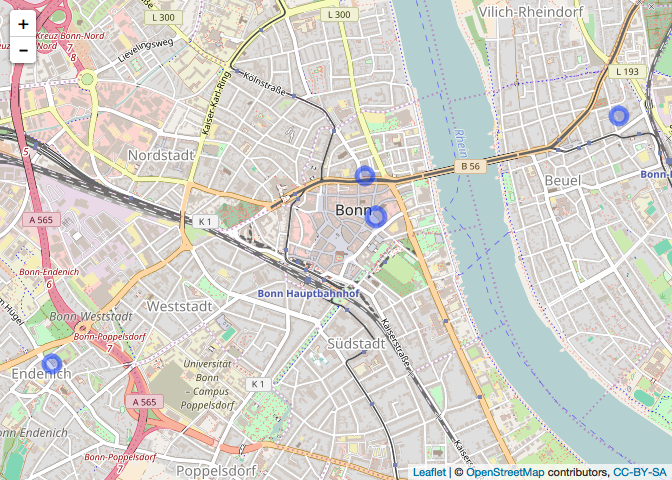 +
−
L 300
L 300
Vilich-Rheindorf
Kreuz Bonn-Nord
Bonn-Nord
7
8
Lievelingsweg
Kölnstraße
Kaiser-Karl-Ring
L 193
Nordstadt
Rhein
B 56
5
Beuel
Bonn
K 1
A 565
Bonn-Endenich
Bonn Hauptbahnhof
Weststadt
Bonn Weststadt
6
Bonn-Poppelsdorf
Kaiserstraße
Südstadt
Endenich
Universität
Bonn
– Campus
Poppelsdorf
K 1
A 565
Bonn Endenich
Bonn-Poppelsdorf
7
Poppelsdorf
Leaflet | © OpenStreetMap contributors, CC-BY-SA